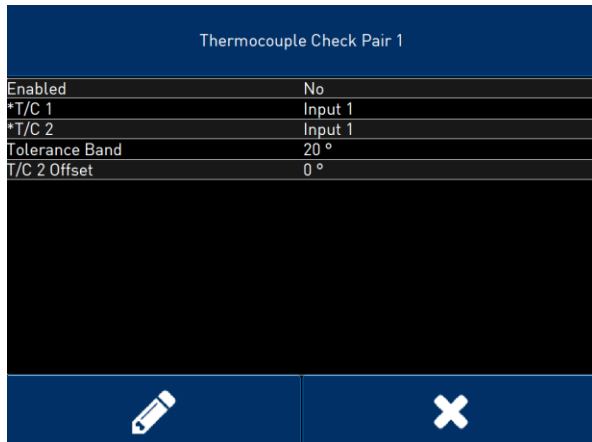 Thermocouple Check Pair 1
Enabled No
*T/C 1 Input 1
*T/C 2 Input 1
Tolerance Band 20 °
T/C 2 Offset 0 °